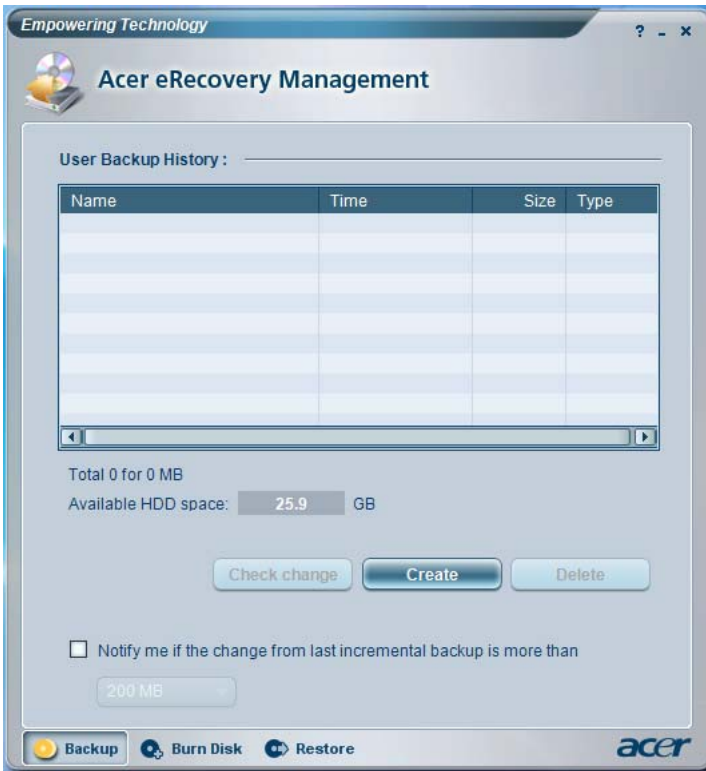 Empowering Technology
? - x
Acer eRecovery Management
User Backup History :
Name Time Size Type
Total 0 for 0 MB
Available HDD space: 25.9 GB
Check change Create Delete
Notify me if the change from last incremental backup is more than
200 MB
Backup Burn Disk Restore acer